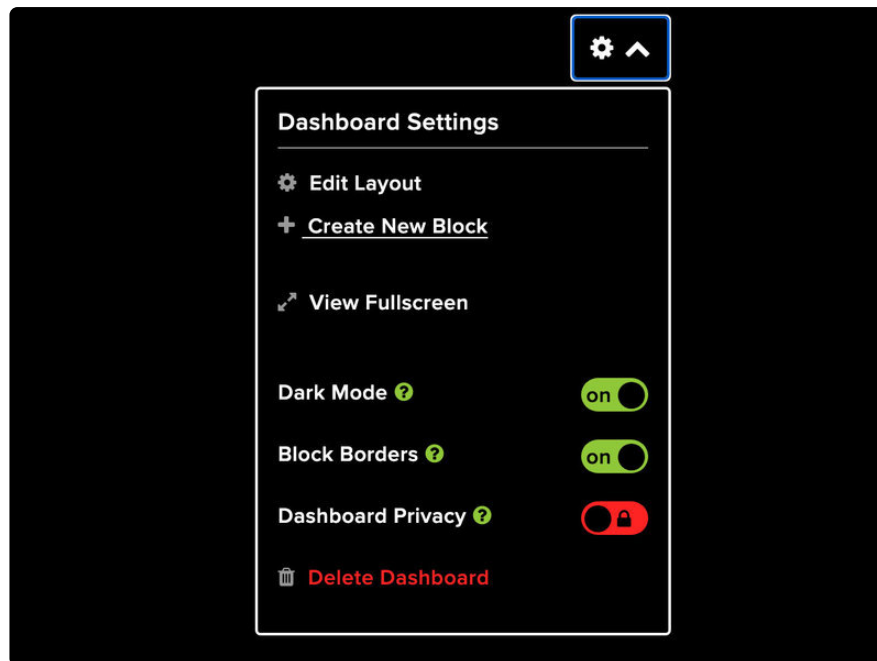 Dashboard Settings
Edit Layout
Create New Block
View Fullscreen
Dark Mode ? on
Block Borders ? on
Dashboard Privacy ?
Delete Dashboard